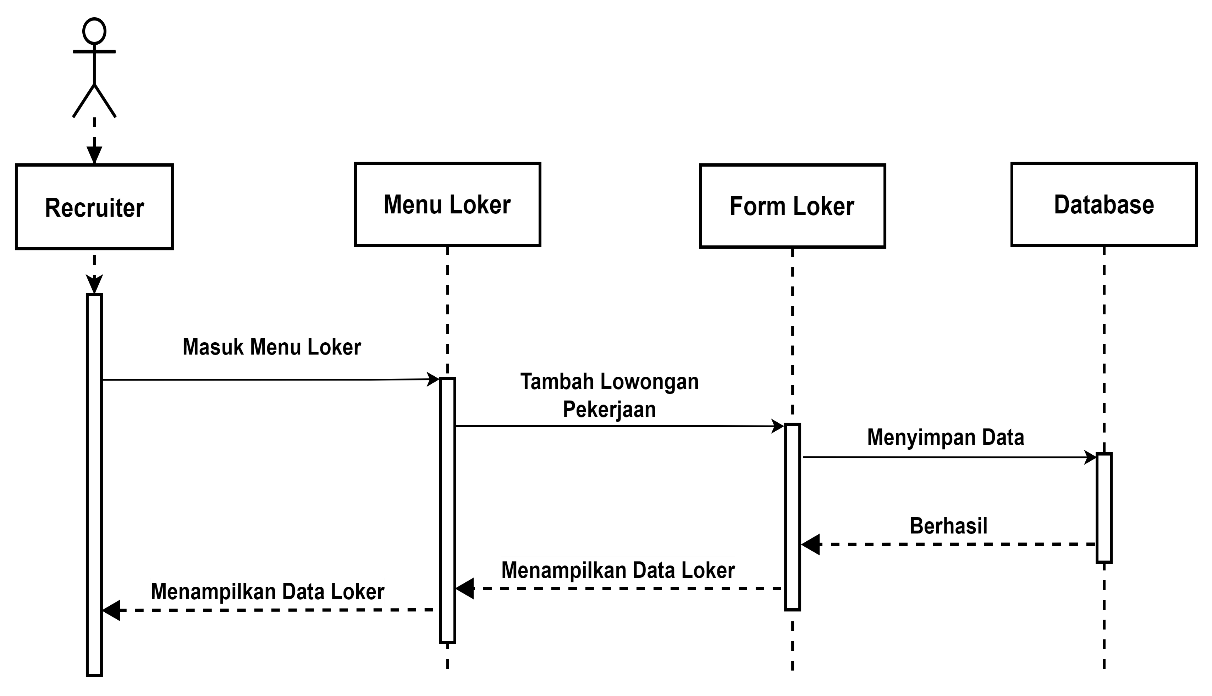 Recruiter
Menu Loker
Form Loker
Database
Masuk Menu Loker
Tambah Lowongan
Pekerjaan
Menyimpan Data
Berhasil
Menampilkan Data Loker
Menampilkan Data Loker